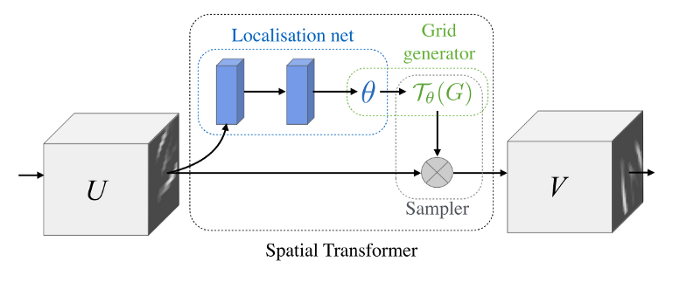 Localisation net
Grid
generator
θ
𝒯θ(G)
U
V
Sampler
Spatial Transformer